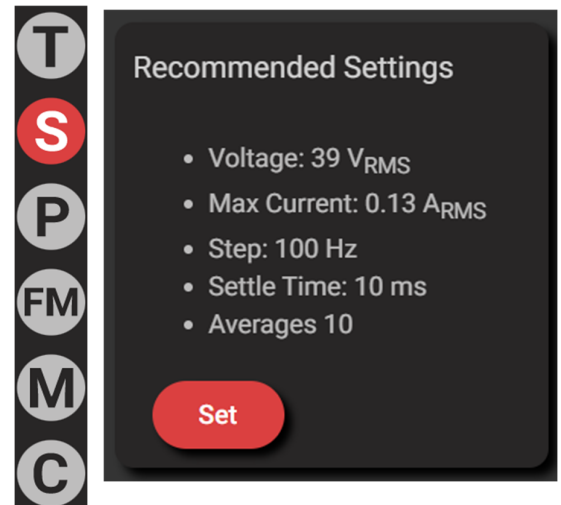 T
S
P
FM
M
C
Recommended Settings
• Voltage: 39 VRMS
• Max Current: 0.13 ARMS
• Step: 100 Hz
• Settle Time: 10 ms
• Averages 10
Set